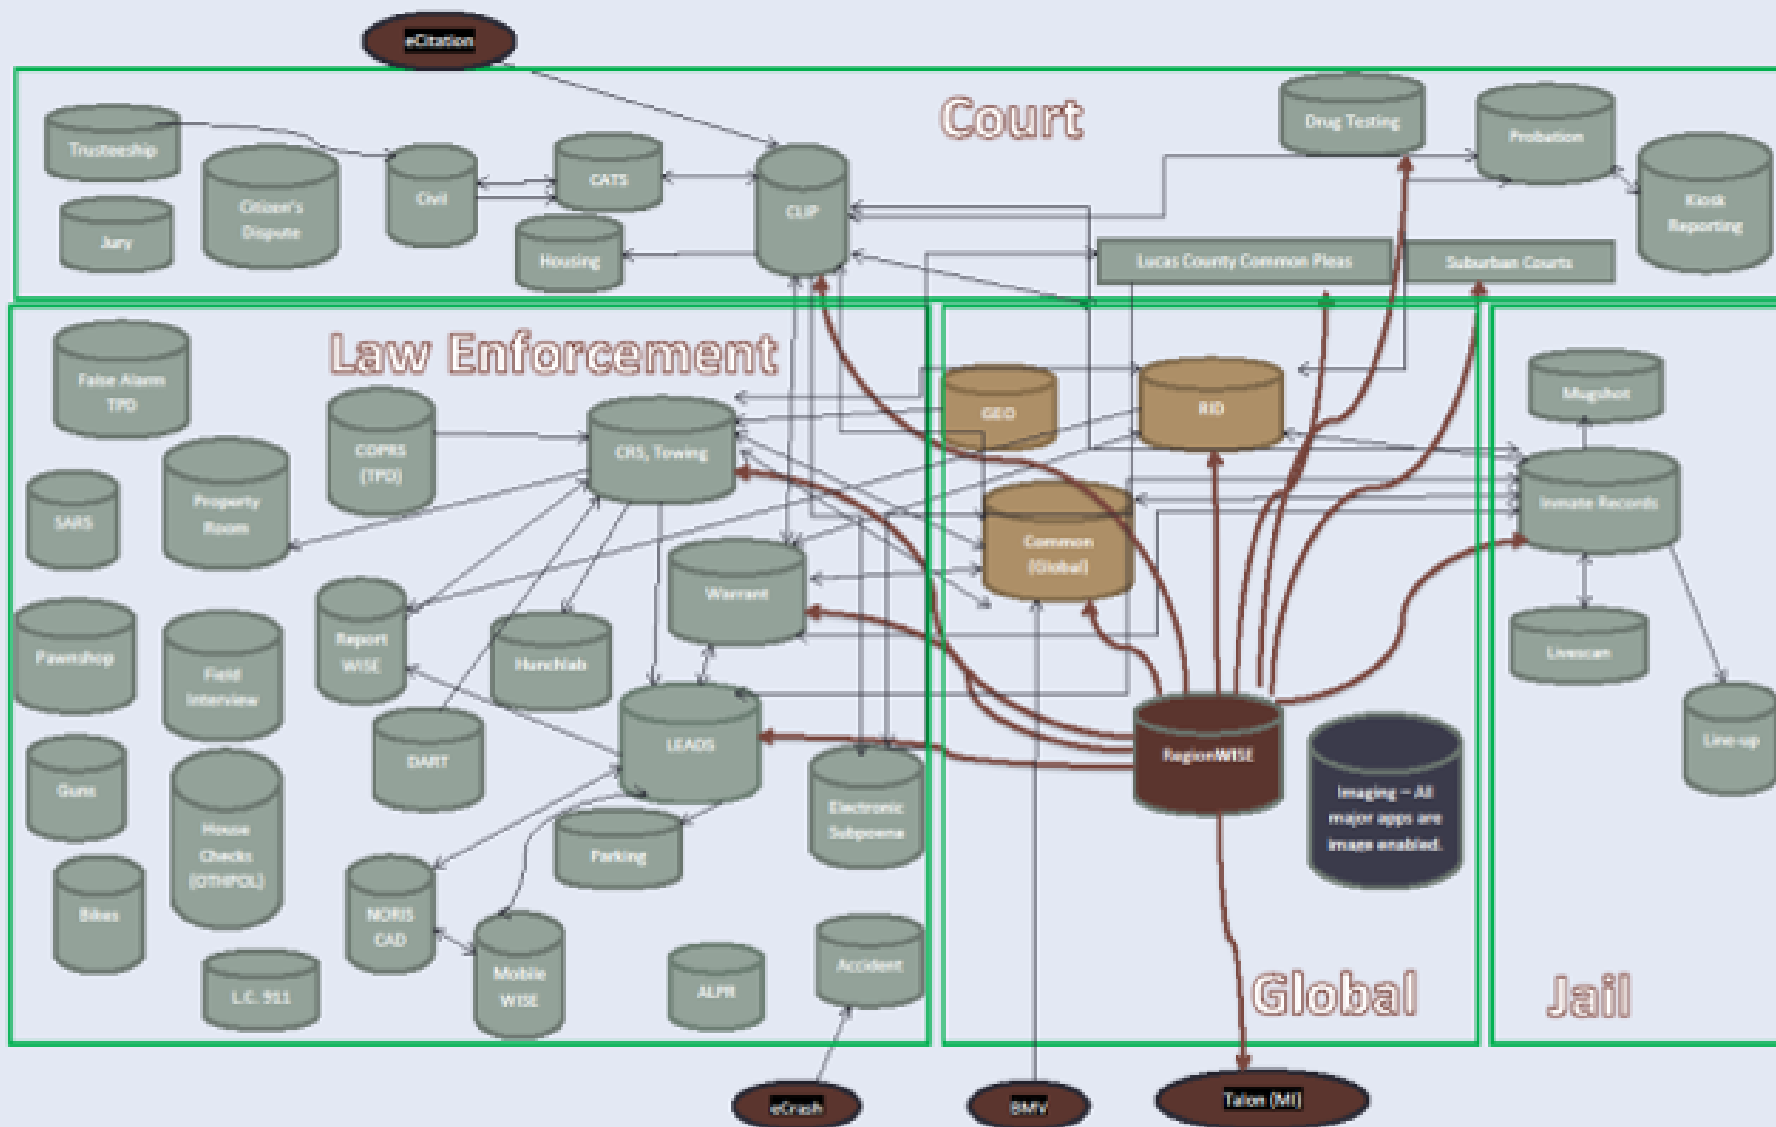 eCitation
Court
Trusteeship
Jury
Citizen's
Dispute
Civil
CATS
Housing
CLIP
Drug Testing
Probation
Kiosk
Reporting
Lucas County Common Pleas
Suburban Courts
Law Enforcement
False Alarm
TPD
COPRS
(TPD)
CRS, Towing
Property
Room
SARS
Warrant
Report
WISE
Hunchlab
Pawnshop
Field
Interview
DART
LEADS
Guns
House
Checks
(OTHPOL)
Parking
Electronic
Subpoena
Bikes
NORIS
CAD
Mobile
WISE
L.C. 911
ALPR
Accident
GEO
RID
Common
(Global)
RegionWISE
Imaging – All
major apps are
image enabled.
Global
Mugshot
Inmate Records
Livescan
Line-up
Jail
eCrash
BMV
Talon (MI)